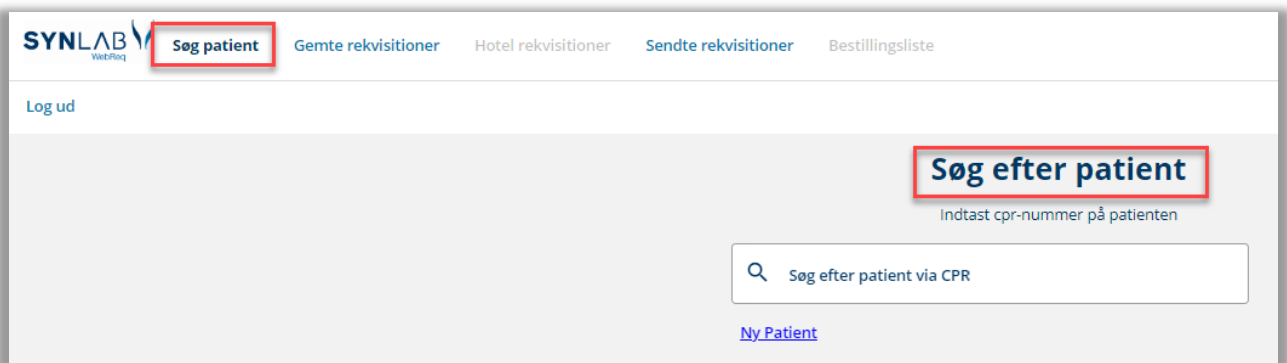 SYNLAB Søg patient Gemte rekvisitioner Hotel rekvisitioner Sendte rekvisitioner Bestillingsliste
WebReq
Log ud
Søg efter patient
Indtast cpr-nummer på patienten
Søg efter patient via CPR
Ny Patient